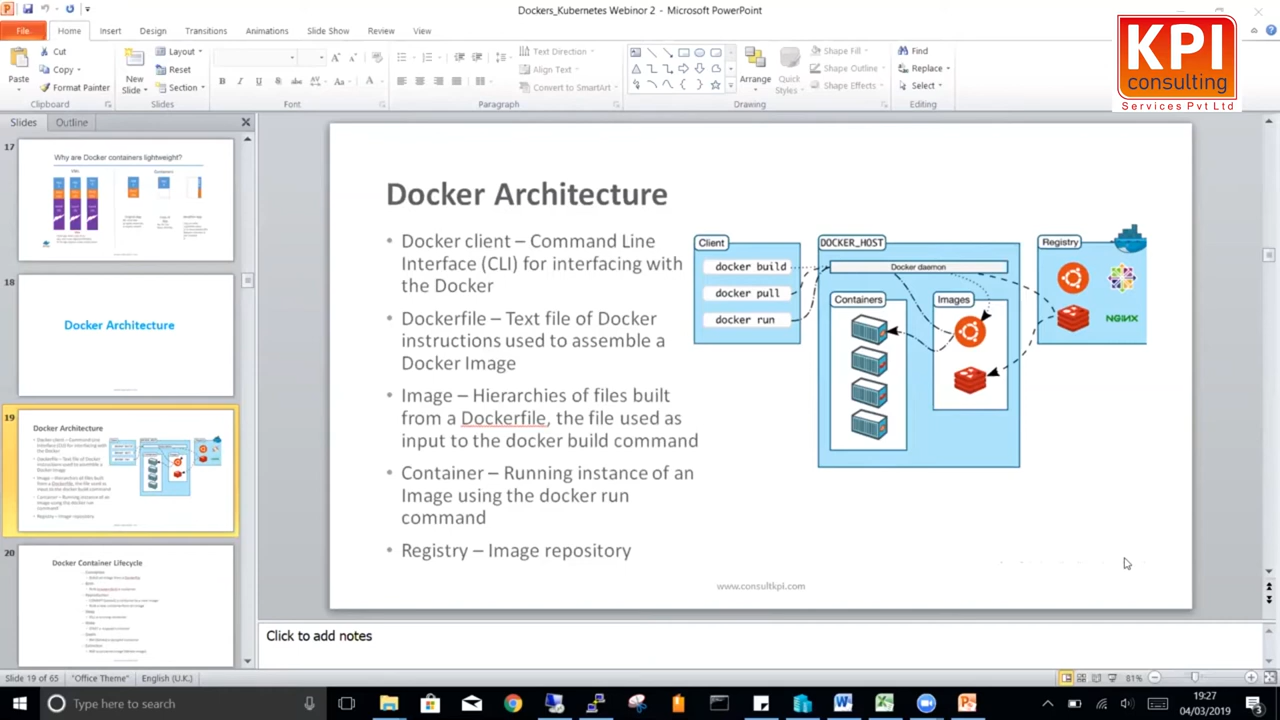 Dockers_Kubernetes Webinor 2 - Microsoft PowerPoint
File
Home
Insert
Design
Transitions
Animations
Slide Show
Review
View
Cut
Copy
Format Painter
Paste
Clipboard
New
Slide
Layout
Reset
Section
Slides
Font
Text Direction
Align Text
Convert to SmartArt
Paragraph
Arrange
Quick
Styles
Shape Fill
Shape Outline
Shape Effects
Drawing
Find
Replace
Select
Editing
KPI
consulting
Services Pvt Ltd
Slides
Outline
17
Why are Docker containers lightweight?
18
Docker Architecture
19
Docker Architecture
20
Docker Container Lifecycle
Docker Architecture
• Docker client – Command Line
Interface (CLI) for interfacing with
the Docker
• Dockerfile – Text file of Docker
instructions used to assemble a
Docker Image
• Image – Hierarchies of files built
from a Dockerfile, the file used as
input to the docker build command
• Container – Running instance of an
Image using the docker run
command
• Registry – Image repository
Client
docker build
docker pull
docker run
DOCKER_HOST
Docker daemon
Containers
Images
Registry
NGINX
www.consultkpi.com
Click to add notes
Slide 19 of 65
"Office Theme"
English (U.K.)
81%
Type here to search
19:27
04/03/2019
3